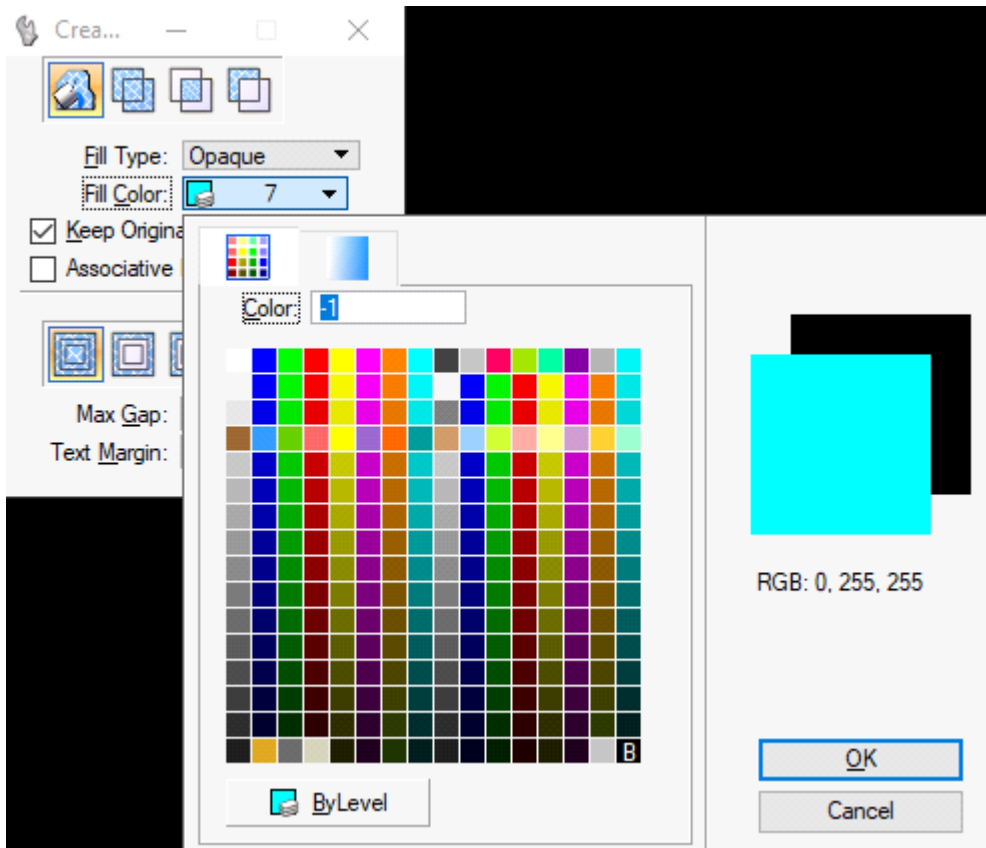 Crea...
Fill Type: Opaque
Fill Color: 7
Keep Origina
Associative
Color: -1
Max Gap:
Text Margin:
RGB: 0, 255, 255
B
OK
ByLevel
Cancel